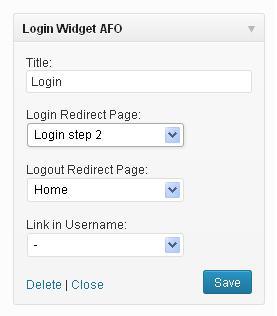 Login Widget AFO
Title:
Login
Login Redirect Page:
Login step 2
Logout Redirect Page:
Home
Link in Username:
-
Delete | Close
Save